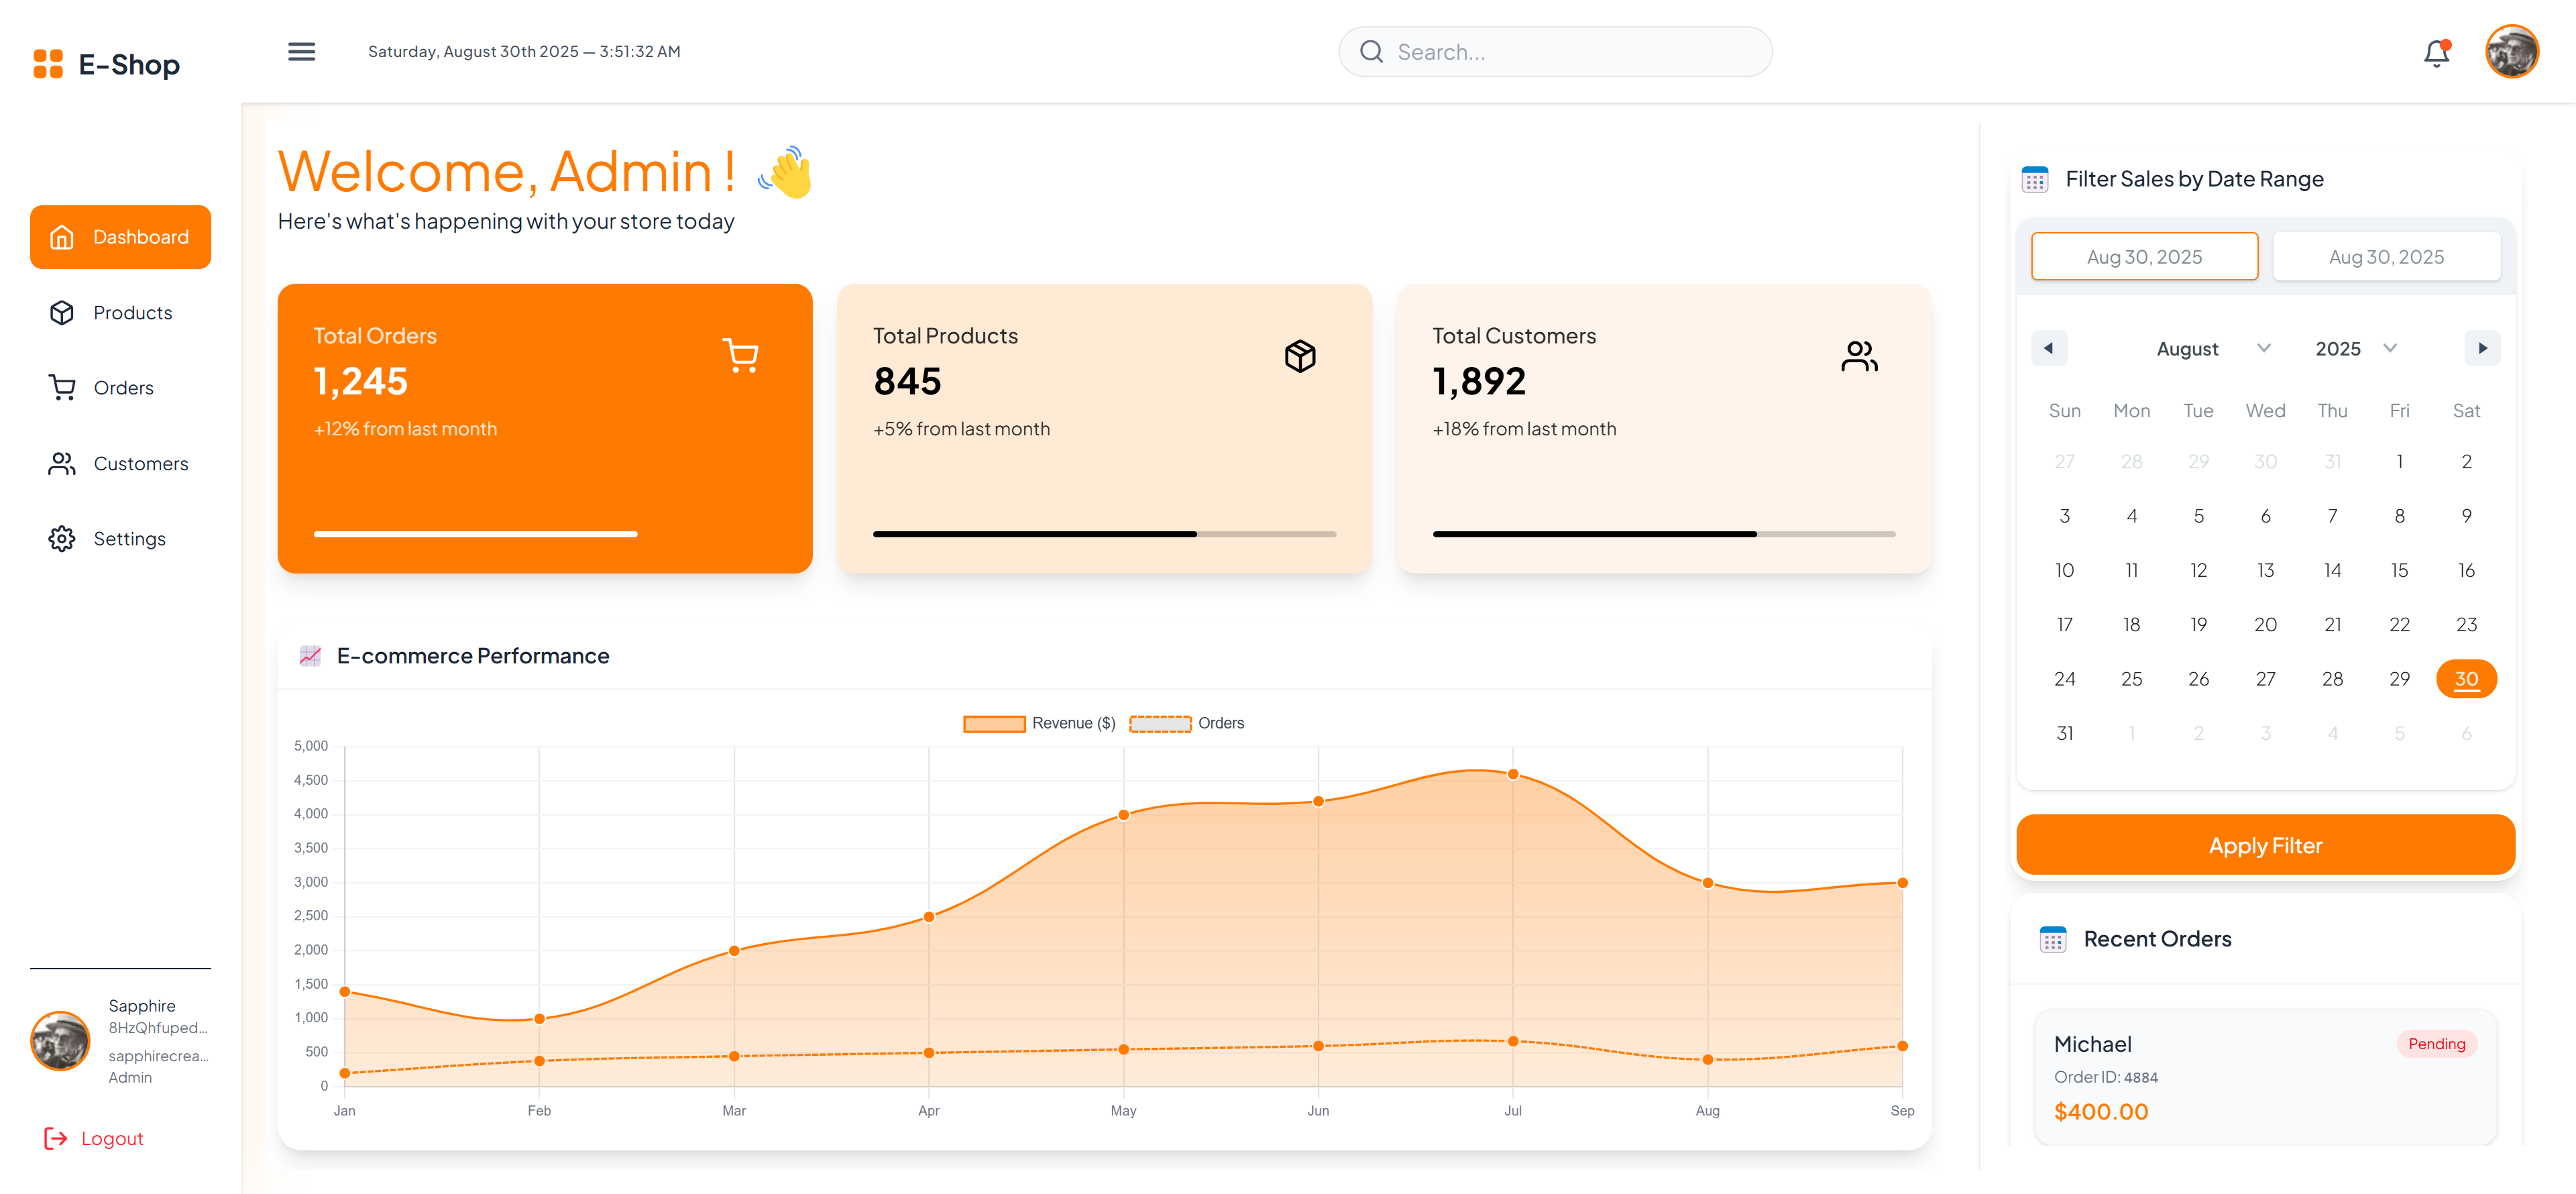 E-Shop
Saturday, August 30th 2025 — 3:51:32 AM
Search...
Dashboard
Products
Orders
Customers
Settings
Sapphire
8HzQhfuped...
sapphirecrea...
Admin
Logout
Welcome, Admin !
Here's what's happening with your store today
Total Orders
1,245
+12% from last month
Total Products
845
+5% from last month
Total Customers
1,892
+18% from last month
E-commerce Performance
Revenue ($) Orders
5,000
4,500
4,000
3,500
3,000
2,500
2,000
1,500
1,000
500
0
Jan Feb Mar Apr May Jun Jul Aug Sep
Filter Sales by Date Range
Aug 30, 2025 Aug 30, 2025
August 2025
Sun Mon Tue Wed Thu Fri Sat
27 28 29 30 31 1 2
3 4 5 6 7 8 9
10 11 12 13 14 15 16
17 18 19 20 21 22 23
24 25 26 27 28 29 30
31 1 2 3 4 5 6
Apply Filter
Recent Orders
Michael Pending
Order ID: 4884
$400.00